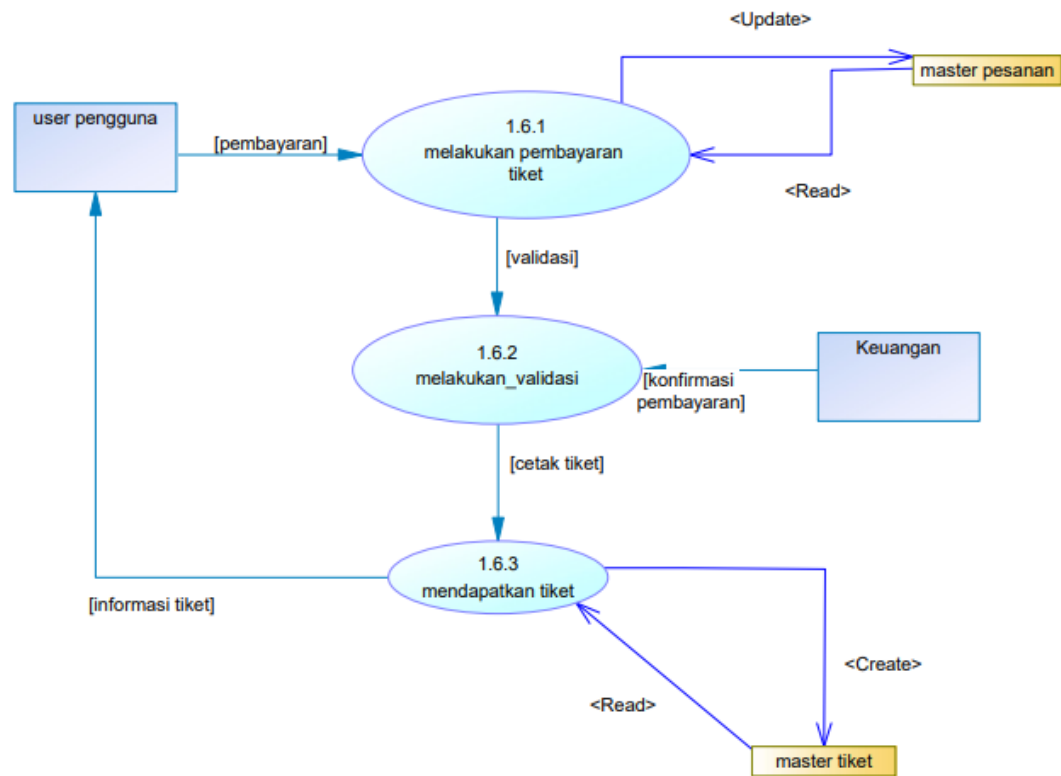 <Update>
master pesanan
user pengguna
[pembayaran]
1.6.1
melakukan pembayaran
tiket
<Read>
[validasi]
1.6.2
melakukan_validasi
Keuangan
[konfirmasi
pembayaran]
[cetak tiket]
1.6.3
mendapatkan tiket
[informasi tiket]
<Create>
<Read>
master tiket